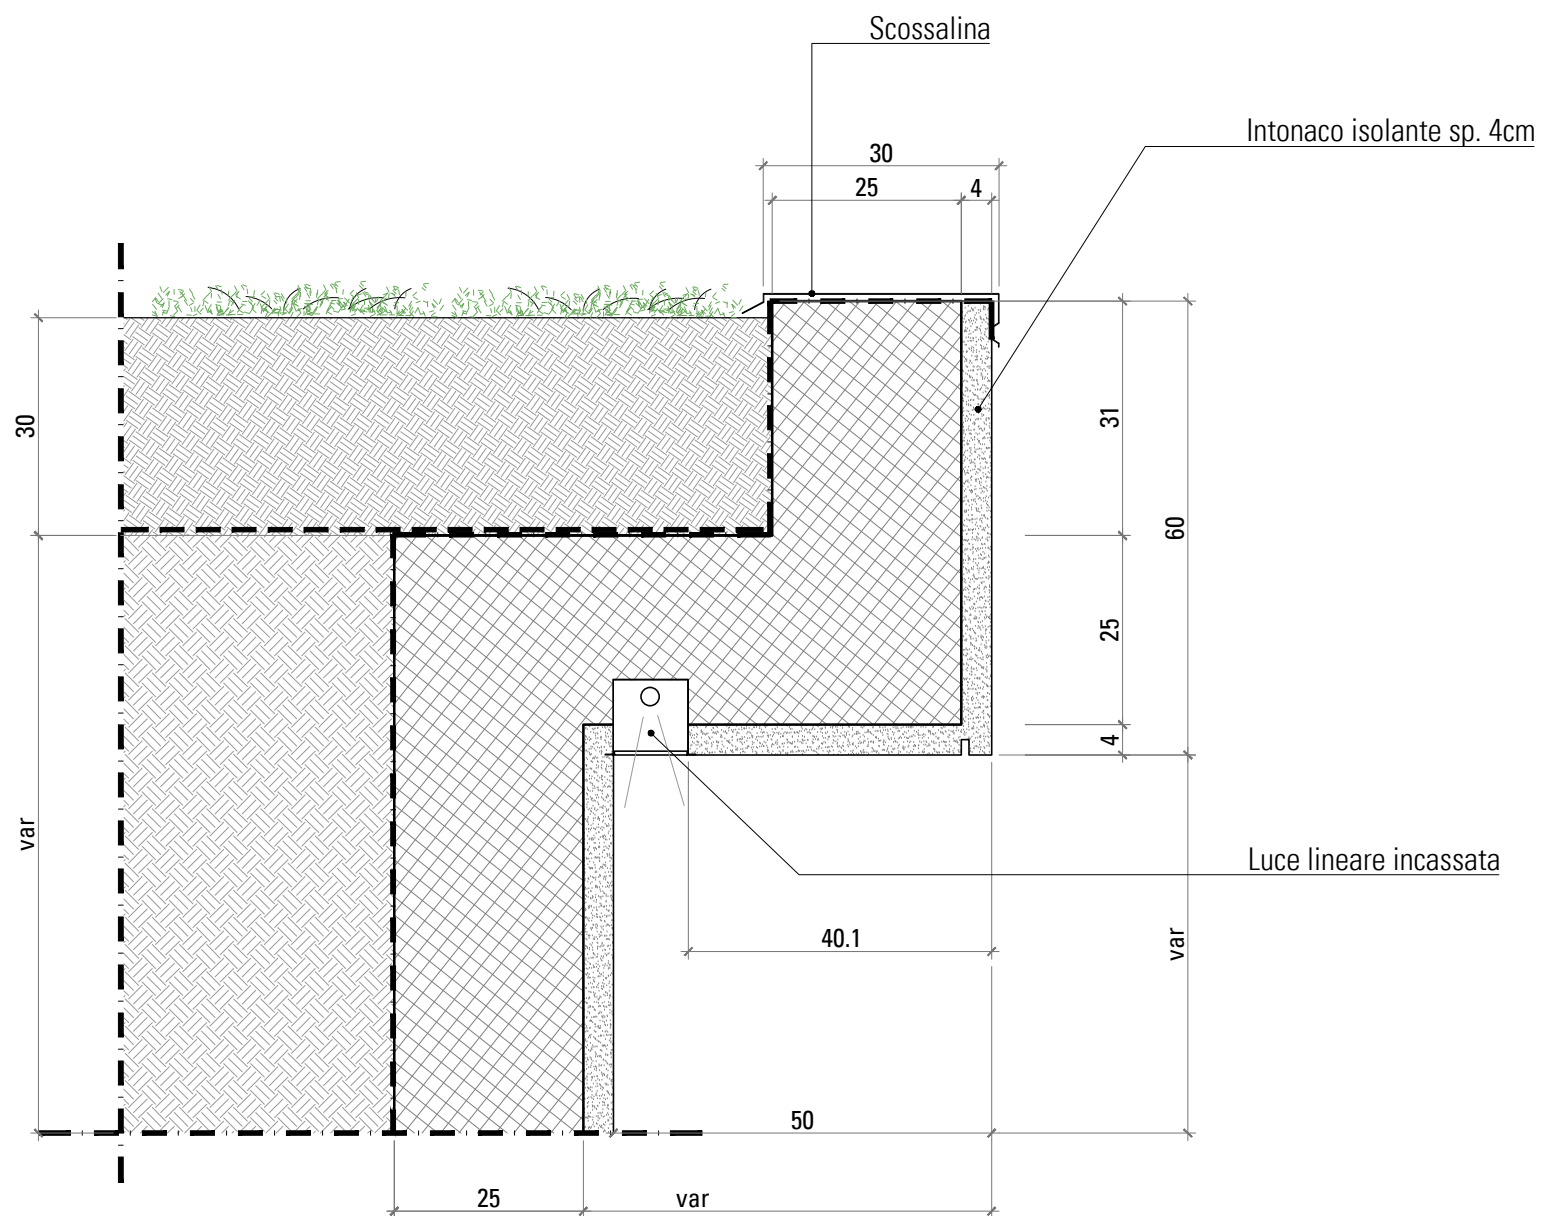 Scossalina
Intonaco isolante sp. 4cm
30
25
4
30
31
60
25
4
var
Luce lineare incassata
40.1
var
50
25
var